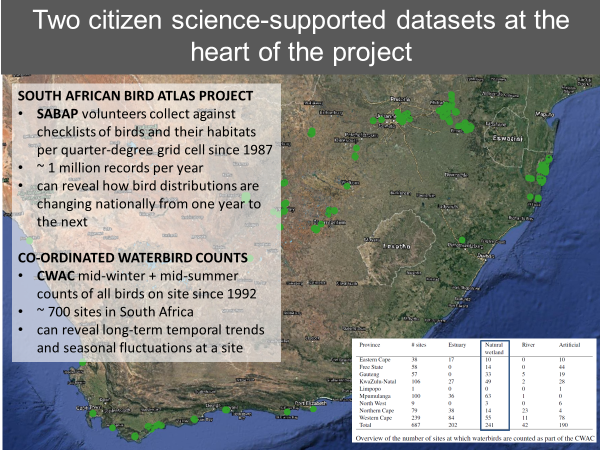 Two citizen science-supported datasets at the
heart of the project
SOUTH AFRICAN BIRD ATLAS PROJECT
• SABAP volunteers collect against
checklists of birds and their habitats
per quarter-degree grid cell since 1987
• ~ 1 million records per year
• can reveal how bird distributions are
changing nationally from one year to
the next
CO-ORDINATED WATERBIRD COUNTS
• CWAC mid-winter + mid-summer
counts of all birds on site since 1992
• ~ 700 sites in South Africa
• can reveal long-term temporal trends
and seasonal fluctuations at a site
Pretoria
Maputo
Eswatini
Lesotho
Port Elizabeth
Province # sites Estuary Natural wetland River Artificial
Eastern Cape 38 17 10 0 10
Free State 58 0 14 0 44
Gauteng 57 0 33 5 19
KwaZulu-Natal 106 27 49 2 28
Limpopo 1 0 0 0 1
Mpumulanga 100 36 63 1 0
North West 9 0 3 0 6
Northern Cape 79 38 14 23 4
Western Cape 239 84 55 11 78
Total 687 202 241 42 190
Overview of the number of sites at which waterbirds are counted as part of the CWAC